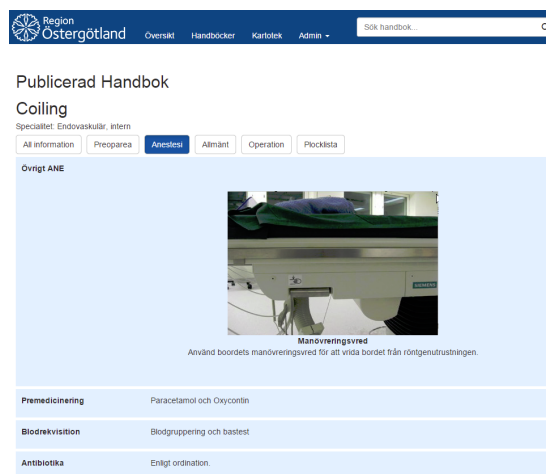 Region
Östergötland
Översikt Handböcker Kartotek Admin
Sök handbok...
Publicerad Handbok
Coiling
Specialitet: Endovaskulär, intern
All information Preoparea Anestesi Allmänt Operation Plocklista
Övrigt ANE
SIEMENS
Manövreringsvred
Använd boordets manövreringsvred för att vrida bordet från röntgenutrustningen.
Premedicinering Paracetamol och Oxycontin
Blodrekvisition Blodgruppering och bastest
Antibiotika Enligt ordination.